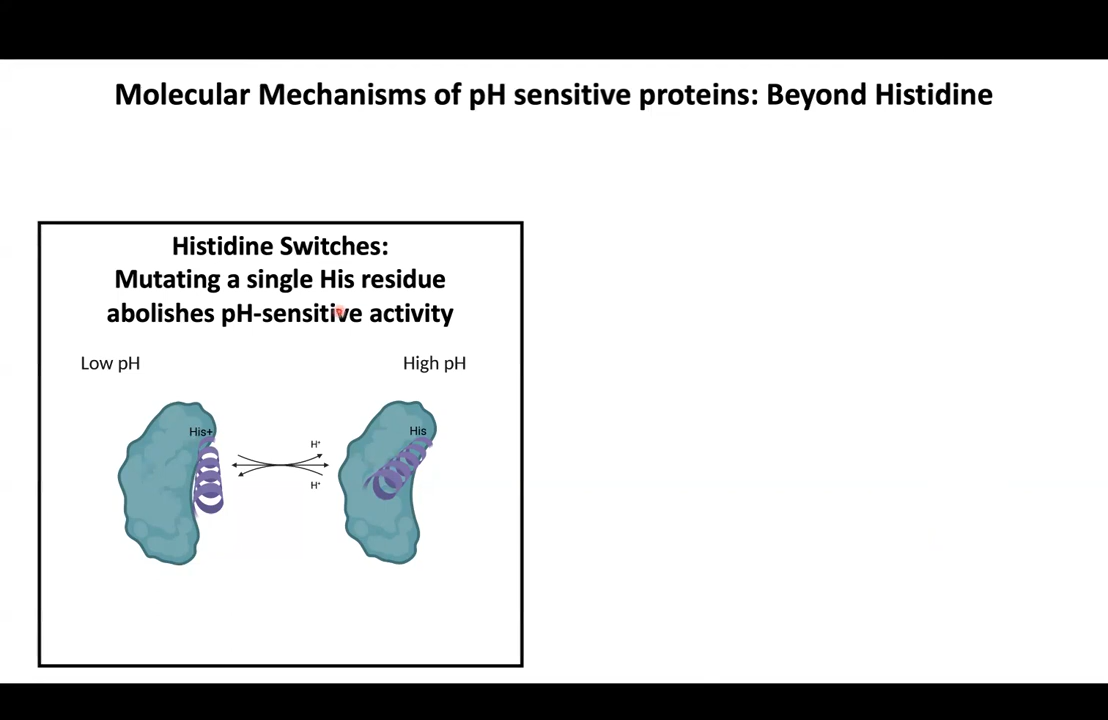 Molecular Mechanisms of pH sensitive proteins: Beyond Histidine
Histidine Switches:
Mutating a single His residue
abolishes pH-sensitive activity
Low pH
High pH
His+
His
H⁺
H⁺